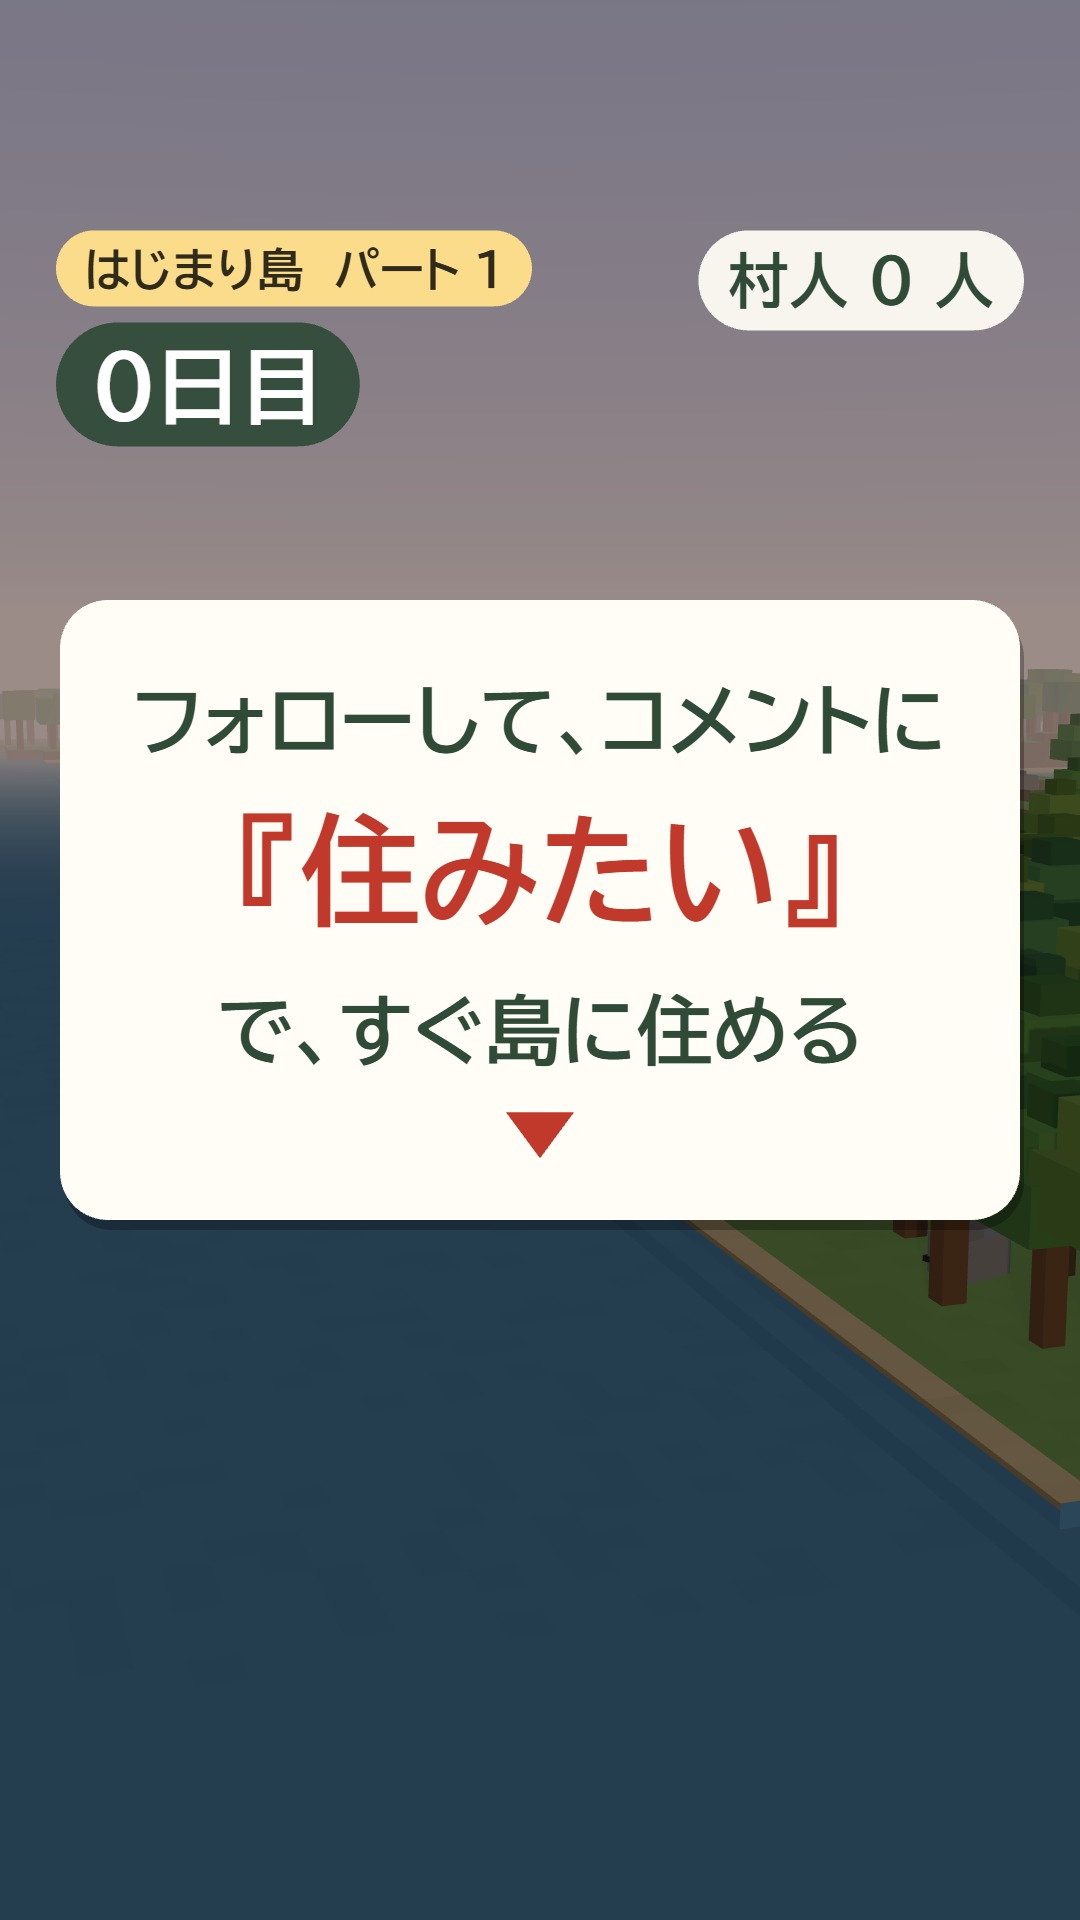 はじまり島 パート 1
村人 0 人
0日目
フォローして、コメントに
『住みたい』
で、すぐ島に住める